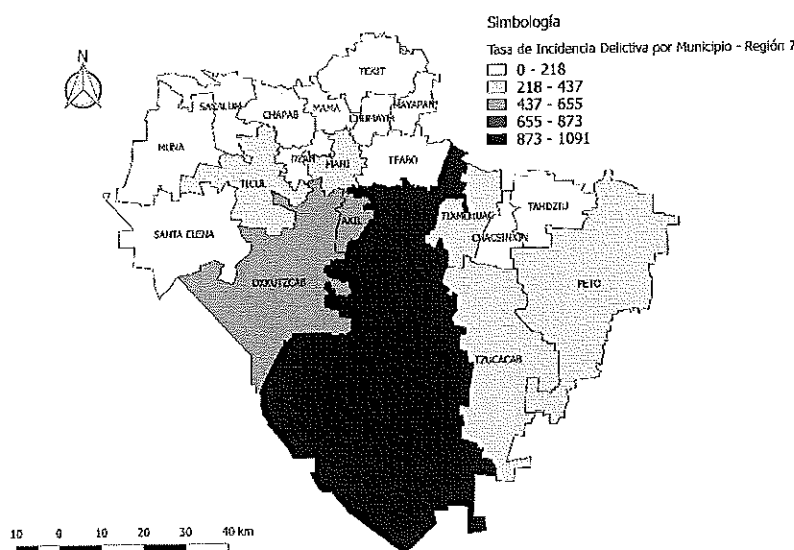 Simbología
Tasa de Incidencia Delictiva por Municipio - Región 7
0 - 218
218 - 437
437 - 655
655 - 873
873 - 1091
N
TEKIT
SACALUM
MAMA
MAYAPAN
CHAPAB
CHUMAYEL
MUNA
DZAN
MANI
TEABO
TICUL
TAHDZIU
AKIL
TIXMEHUAC
SANTA ELENA
CHACSINKIN
OXKUTZCAB
PETO
TZUCACAB
10 0 10 20 30 40 km